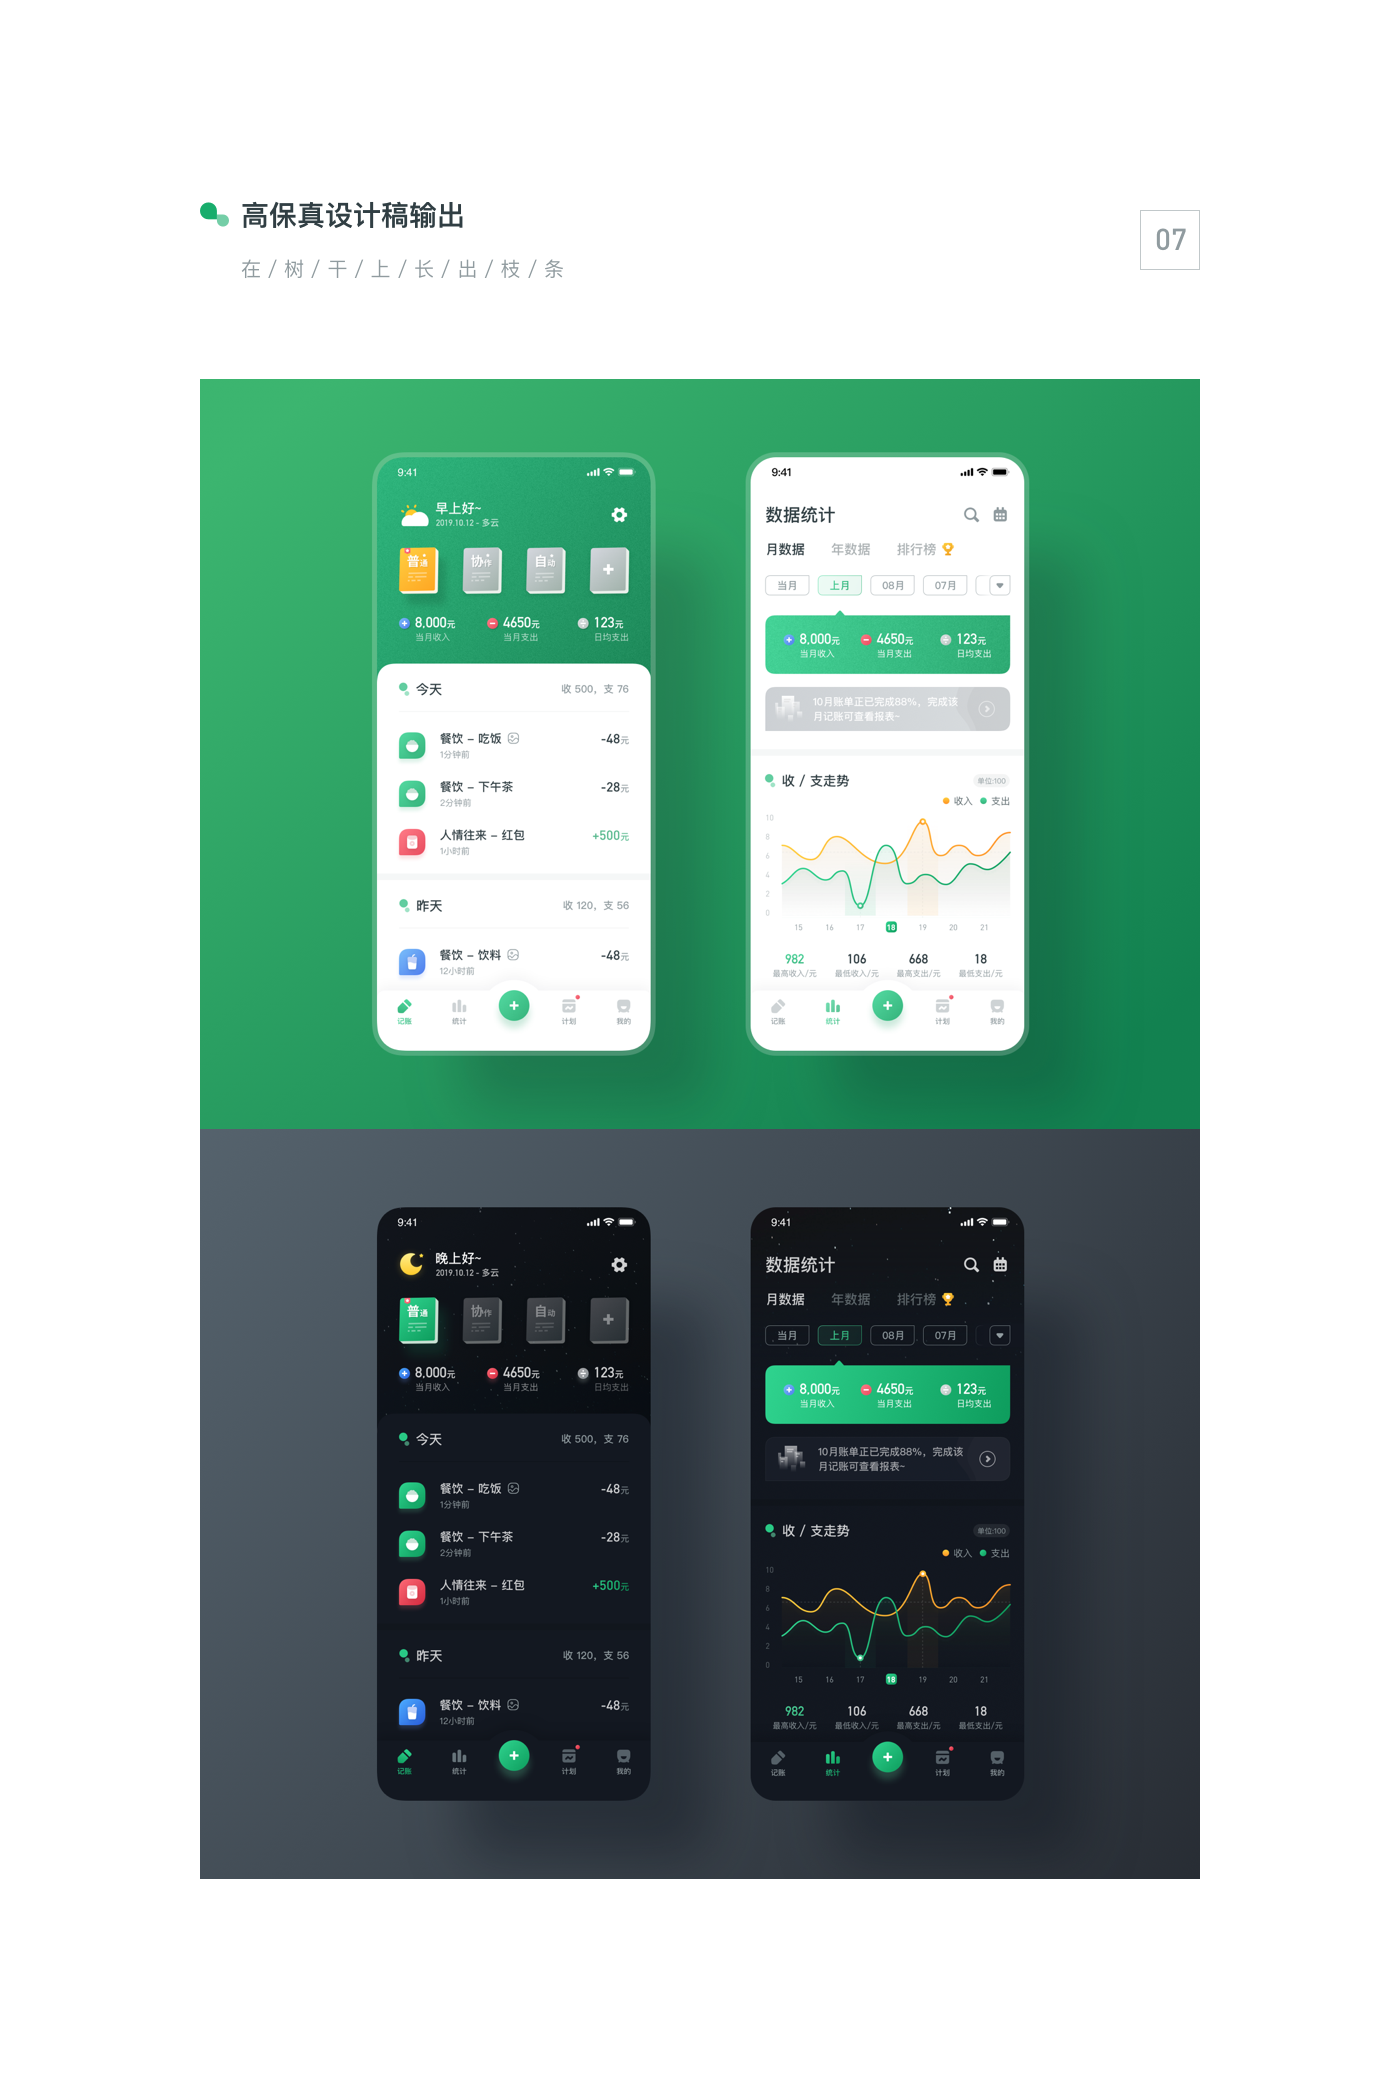 高保真设计稿输出
在 / 树 / 干 / 上 / 长 / 出 / 枝 / 条
07
9:41
早上好~
2019.10.12 - 多云
普通
协作
自动
8,000元
4650元
123元
当月收入
当月支出
日均支出
今天
收 500，支 76
餐饮 – 吃饭
-48元
1分钟前
餐饮 – 下午茶
-28元
2分钟前
人情往来 – 红包
+500元
1小时前
昨天
收 120，支 56
餐饮 – 饮料
-48元
12小时前
记账
统计
计划
我的
9:41
数据统计
月数据
年数据
排行榜
当月
上月
08月
07月
8,000元
4650元
123元
当月收入
当月支出
日均支出
10月账单正已完成88%，完成该
月记账可查看报表~
收 / 支走势
单位:100
收入
支出
10
8
6
4
2
0
15 16 17 18 19 20 21
982
106
668
18
最高收入/元
最低收入/元
最高支出/元
最低支出/元
记账
统计
计划
我的
9:41
晚上好~
2019.10.12 - 多云
普通
协作
自动
8,000元
4650元
123元
当月收入
当月支出
日均支出
今天
收 500，支 76
餐饮 – 吃饭
-48元
1分钟前
餐饮 – 下午茶
-28元
2分钟前
人情往来 – 红包
+500元
1小时前
昨天
收 120，支 56
餐饮 – 饮料
-48元
12小时前
记账
统计
计划
我的
9:41
数据统计
月数据
年数据
排行榜
当月
上月
08月
07月
8,000元
4650元
123元
当月收入
当月支出
日均支出
10月账单正已完成88%，完成该
月记账可查看报表~
收 / 支走势
单位:100
收入
支出
10
8
6
4
2
0
15 16 17 18 19 20 21
982
106
668
18
最高收入/元
最低收入/元
最高支出/元
最低支出/元
记账
统计
计划
我的